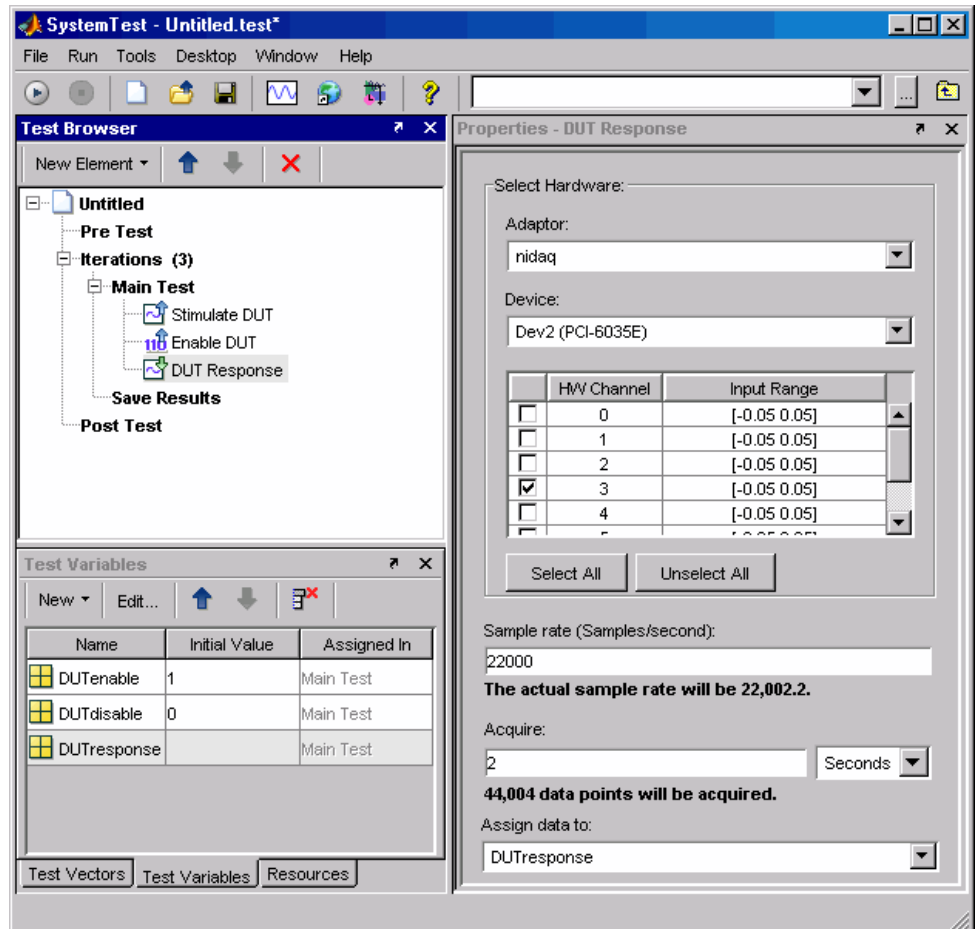 SystemTest - Untitled.test*
File Run Tools Desktop Window Help
...
Test Browser
New Element
Untitled
Pre Test
Iterations (3)
Main Test
Stimulate DUT
Enable DUT
DUT Response
Save Results
Post Test
Test Variables
New Edit...
Name Initial Value Assigned In
DUTenable 1 Main Test
DUTdisable 0 Main Test
DUTresponse Main Test
Test Vectors Test Variables Resources
Properties - DUT Response
Select Hardware:
Adaptor:
nidaq
Device:
Dev2 (PCI-6035E)
HW Channel Input Range
0 [-0.05 0.05]
1 [-0.05 0.05]
2 [-0.05 0.05]
3 [-0.05 0.05]
4 [-0.05 0.05]
Select All Unselect All
Sample rate (Samples/second):
22000
The actual sample rate will be 22,002.2.
Acquire:
2 Seconds
44,004 data points will be acquired.
Assign data to:
DUTresponse